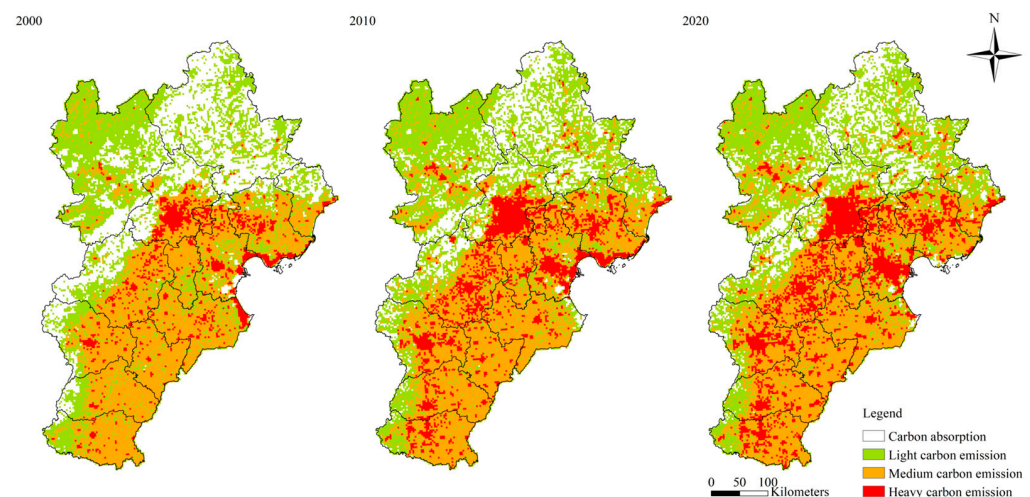 2000
2010
2020
N
Legend
Carbon absorption
Light carbon emission
Medium carbon emission
Heavy carbon emission
0 50 100
Kilometers